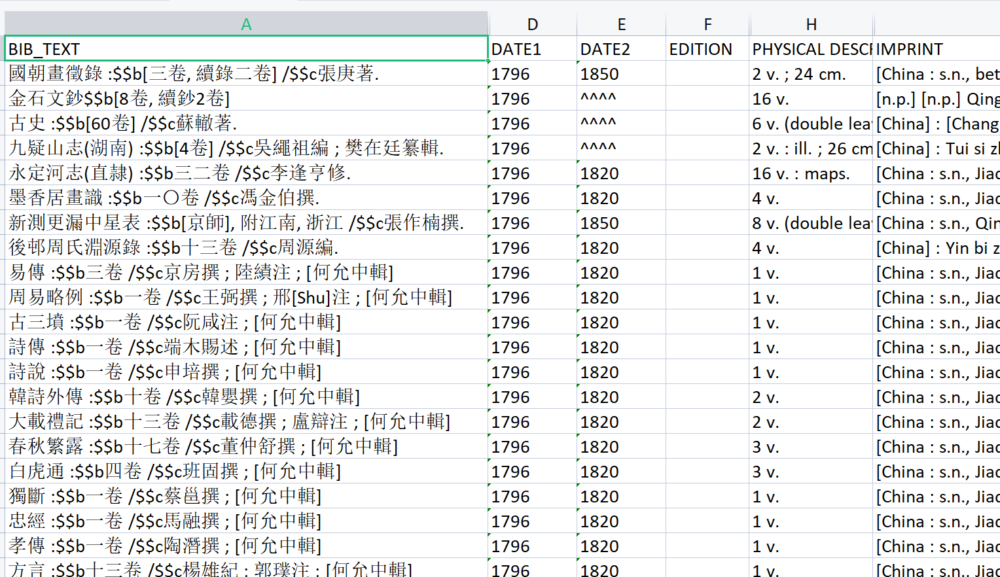 A D E F H
BIB_TEXT DATE1 DATE2 EDITION PHYSICAL DESCR IMPRINT
國朝畫徵錄 :$$b[三卷, 續錄二卷] /$$c張庚著. 1796 1850 2 v. ; 24 cm. [China : s.n., bet
金石文鈔$$b[8卷, 續鈔2卷] 1796 ^^^^ 16 v. [n.p.] [n.p.] Qing
古史 :$$b[60卷] /$$c蘇轍著. 1796 ^^^^ 6 v. (double leav [China] : [Chang
九疑山志(湖南) :$$b[4卷] /$$c吳繩祖編 ; 樊在廷纂輯. 1796 ^^^^ 2 v. : ill. ; 26 cm [China] : Tui si zh
永定河志(直隸) :$$b三二卷 /$$c李逢亨修. 1796 1820 16 v. : maps. [China : s.n., Jiac
墨香居畫識 :$$b一〇卷 /$$c馮金伯撰. 1796 1820 4 v. [China : s.n., Jiac
新測更漏中星表 :$$b[京師], 附江南, 浙江 /$$c張作楠撰. 1796 1850 8 v. (double leav [China : s.n., Qin
後邨周氏淵源錄 :$$b十三卷 /$$c周源編. 1796 1820 4 v. [China] : Yin bi z
易傳 :$$b三卷 /$$c京房撰 ; 陸績注 ; [何允中輯] 1796 1820 1 v. [China : s.n., Jiac
周易略例 :$$b一卷 /$$c王弼撰 ; 邢[Shu]注 ; [何允中輯] 1796 1820 1 v. [China : s.n., Jiac
古三墳 :$$b一卷 /$$c阮咸注 ; [何允中輯] 1796 1820 1 v. [China : s.n., Jiac
詩傳 :$$b一卷 /$$c端木賜述 ; [何允中輯] 1796 1820 1 v. [China : s.n., Jiac
詩說 :$$b一卷 /$$c申培撰 ; [何允中輯] 1796 1820 1 v. [China : s.n., Jiac
韓詩外傳 :$$b十卷 /$$c韓嬰撰 ; [何允中輯] 1796 1820 2 v. [China : s.n., Jiac
大載禮記 :$$b十三卷 /$$c載德撰 ; 盧辯注 ; [何允中輯] 1796 1820 2 v. [China : s.n., Jiac
春秋繁露 :$$b十七卷 /$$c董仲舒撰 ; [何允中輯] 1796 1820 3 v. [China : s.n., Jiac
白虎通 :$$b四卷 /$$c班固撰 ; [何允中輯] 1796 1820 3 v. [China : s.n., Jiac
獨斷 :$$b一卷 /$$c蔡邕撰 ; [何允中輯] 1796 1820 1 v. [China : s.n., Jiac
忠經 :$$b一卷 /$$c馬融撰 ; [何允中輯] 1796 1820 1 v. [China : s.n., Jiac
孝傳 :$$b一卷 /$$c陶潛撰 ; [何允中輯] 1796 1820 1 v. [China : s.n., Jiac
方言 :$$b十三卷 /$$c楊雄紀 ; 郭璞注 ; [何允中輯] 1796 1820 1 v. [China : s.n., Jiac